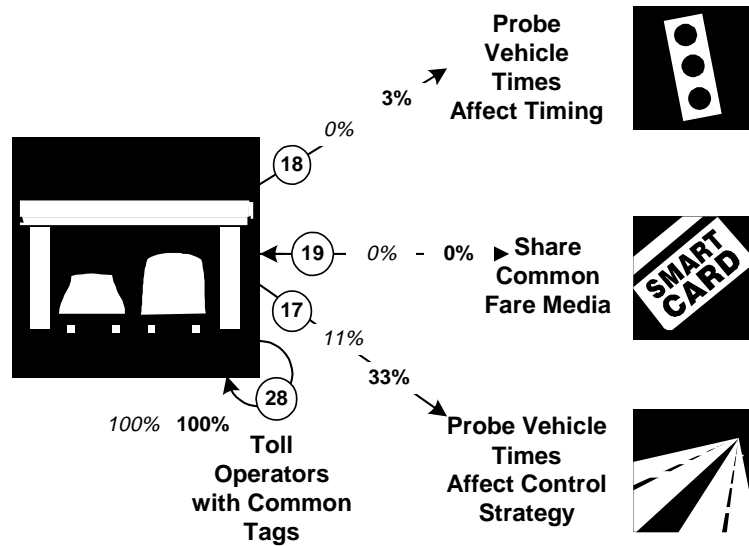 Probe
Vehicle
Times
Affect Timing
3%
0%
18
19
0%
0%
Share
Common
Fare Media
SMART
CARD
17
11%
33%
28
100% 100%
Toll
Operators
with Common
Tags
Probe Vehicle
Times
Affect Control
Strategy